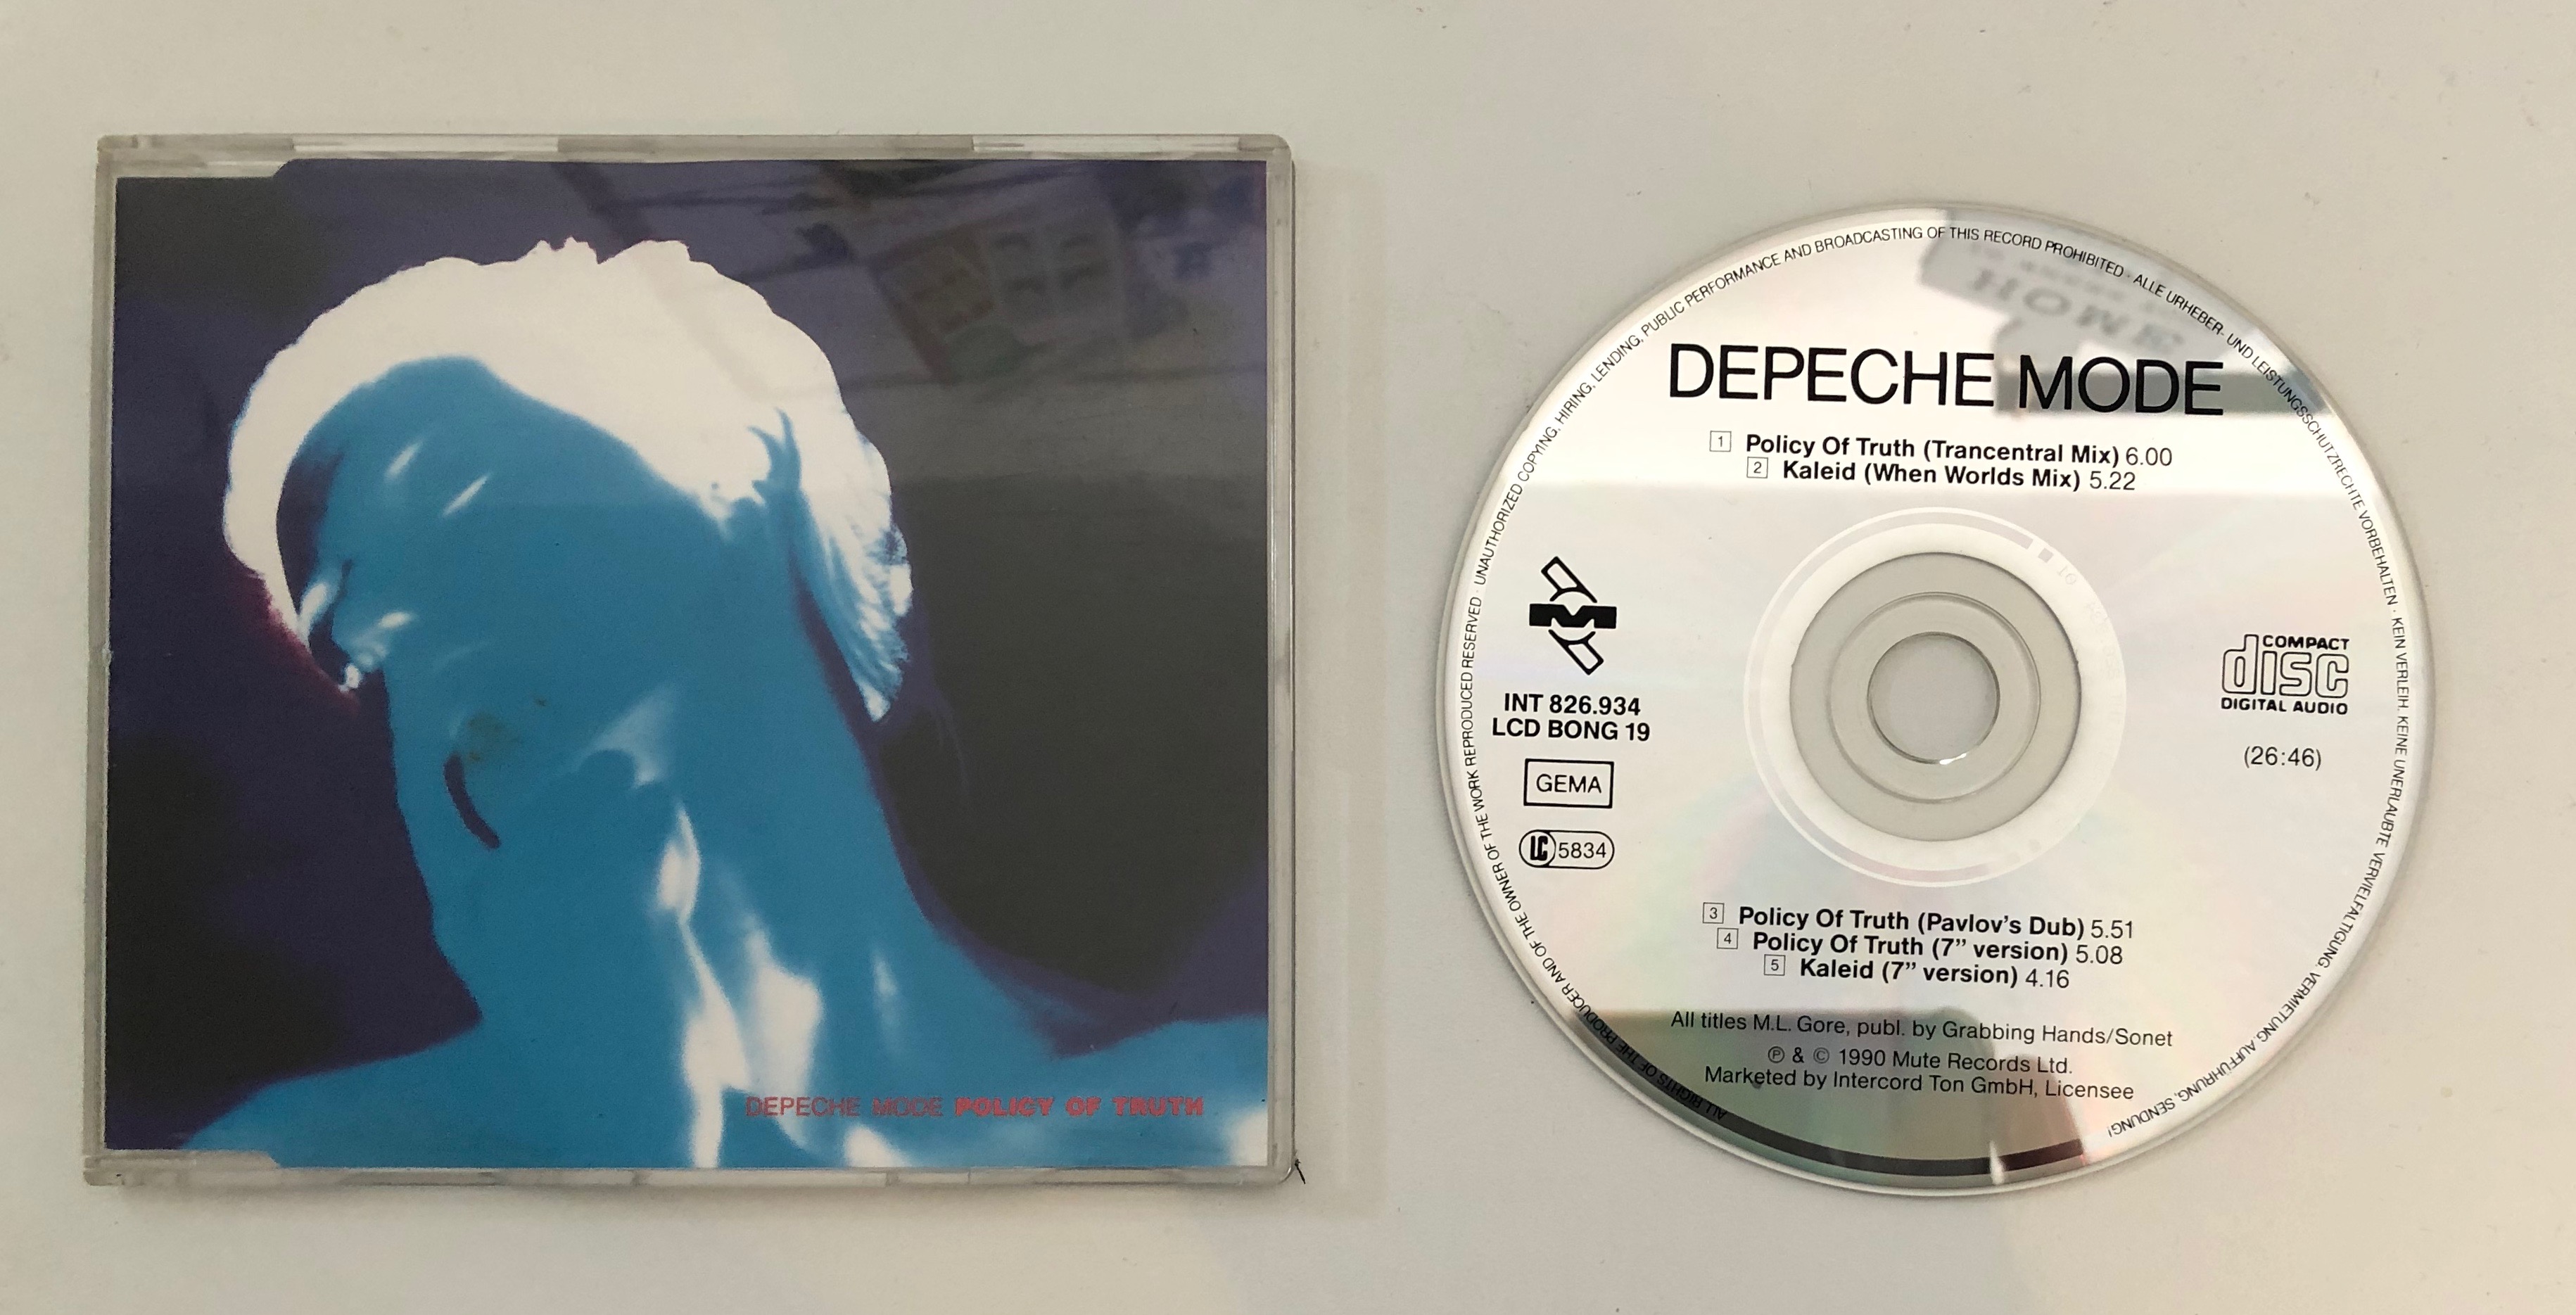 DEPECHE MODE POLICY OF TRUTH
HOME
DEPECHE MODE
1 Policy Of Truth (Trancentral Mix) 6.00
2 Kaleid (When Worlds Mix) 5.22
M
INT 826.934
LCD BONG 19
GEMA
LC 5834
COMPACT
disc
DIGITAL AUDIO
(26:46)
3 Policy Of Truth (Pavlov's Dub) 5.51
4 Policy Of Truth (7" version) 5.08
5 Kaleid (7" version) 4.16
All titles M.L. Gore, publ. by Grabbing Hands/Sonet
℗ & © 1990 Mute Records Ltd.
Marketed by Intercord Ton GmbH, Licensee
ALL RIGHTS OF THE PRODUCER AND OF THE OWNER OF THE WORK REPRODUCED RESERVED · UNAUTHORIZED COPYING, HIRING, LENDING, PUBLIC PERFORMANCE AND BROADCASTING OF THIS RECORD PROHIBITED · ALLE URHEBER- UND LEISTUNGSSCHUTZRECHTE VORBEHALTEN · KEIN VERLEIH. KEINE UNERLAUBTE VERVIELFÄLTIGUNG, VERMIETUNG, AUFFÜHRUNG, SENDUNG!